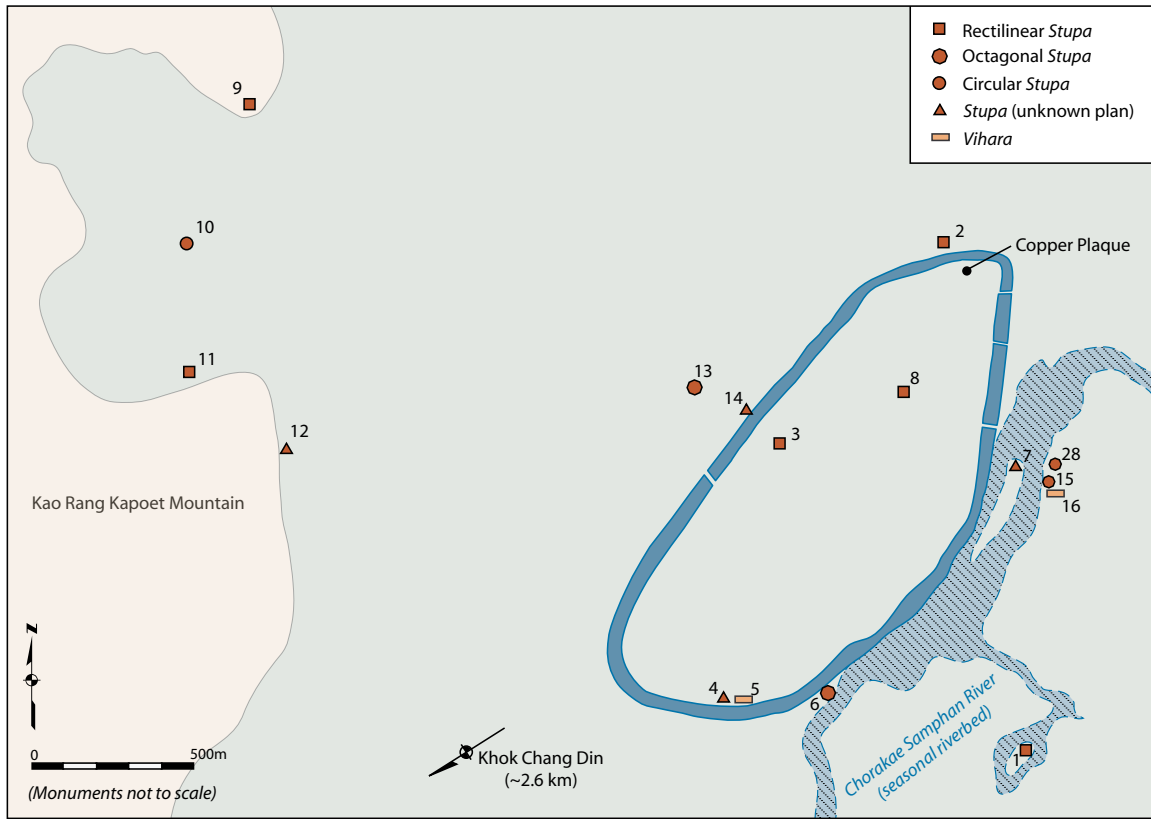 Rectilinear Stupa
Octagonal Stupa
Circular Stupa
Stupa (unknown plan)
Vihara
9
10
2
Copper Plaque
11
13
8
14
3
12
28
7
15
16
Kao Rang Kapoet Mountain
N
4
5
6
Chorakae Samphan River
(seasonal riverbed)
1
0
500m
(Monuments not to scale)
Khok Chang Din
(~2.6 km)